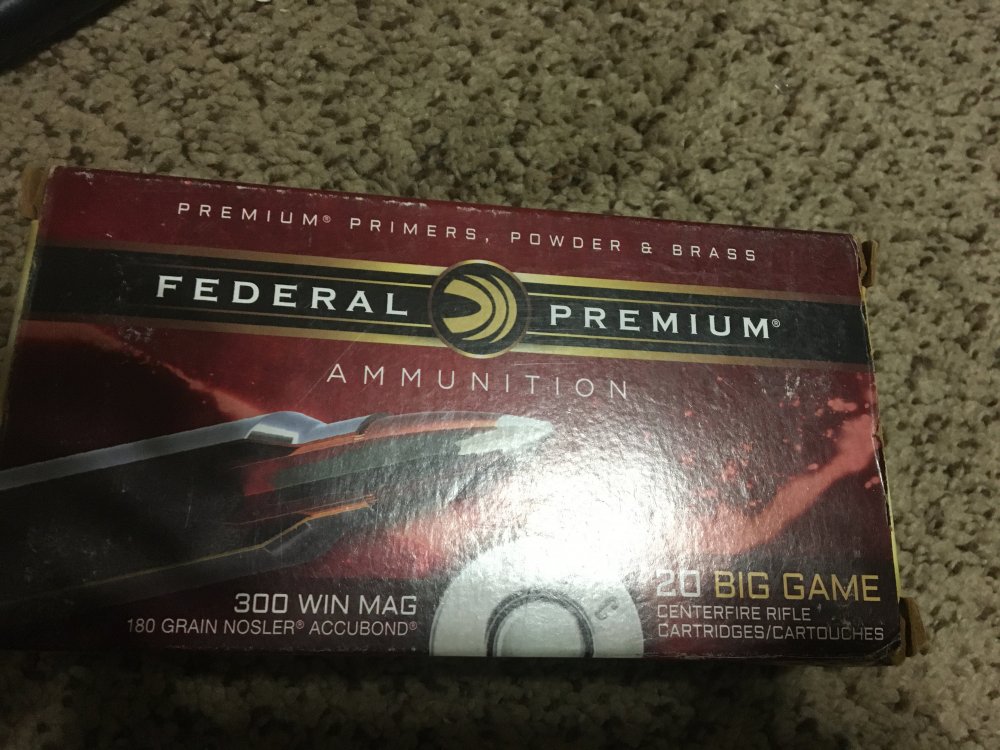 PREMIUM® PRIMERS, POWDER & BRASS
FEDERAL PREMIUM®
AMMUNITION
300 WIN MAG
180 GRAIN NOSLER® ACCUBOND®
C
20 BIG GAME
CENTERFIRE RIFLE
CARTRIDGES/CARTOUCHES